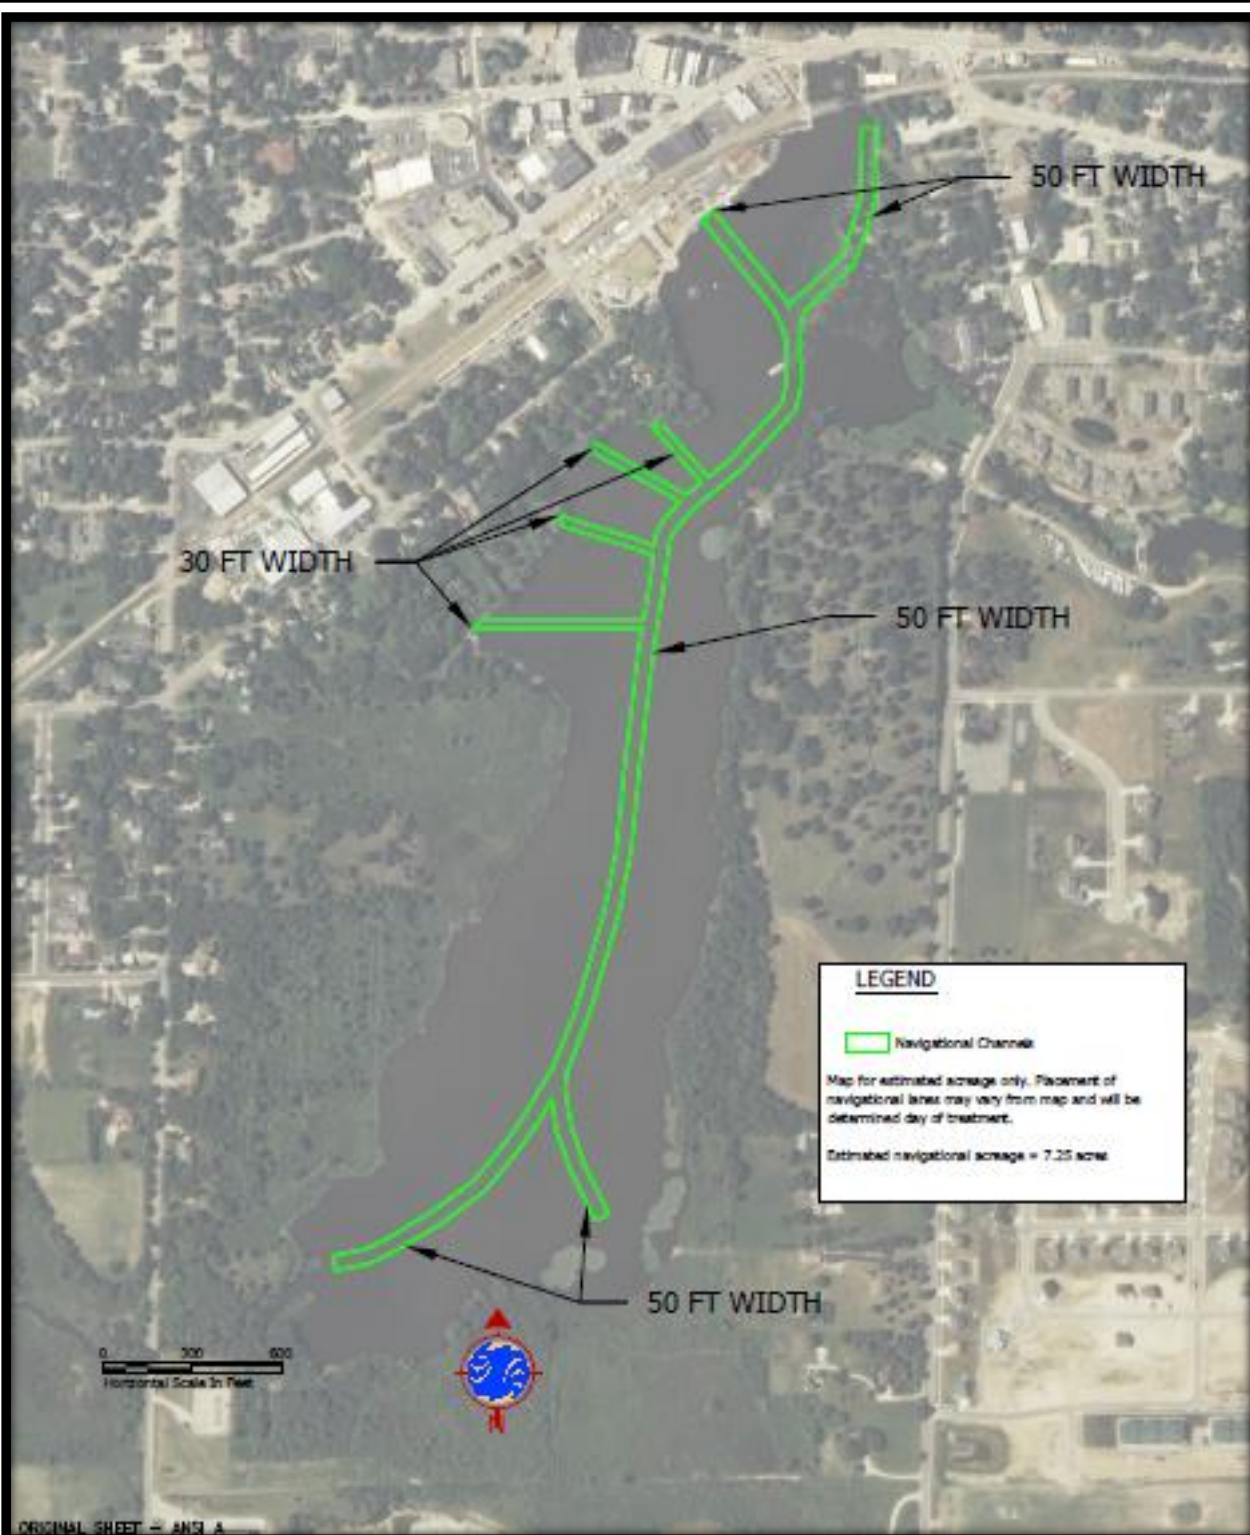 50 FT WIDTH
30 FT WIDTH
50 FT WIDTH
LEGEND
Navigational Channels
Map for estimated acreage only. Placement of
navigational lanes may vary from map and will be
determined day of treatment.
Estimated navigational acreage = 7.25 acres
50 FT WIDTH
0 300 600
Horizontal Scale In Feet
N
ORIGINAL SHEET - ANSI A